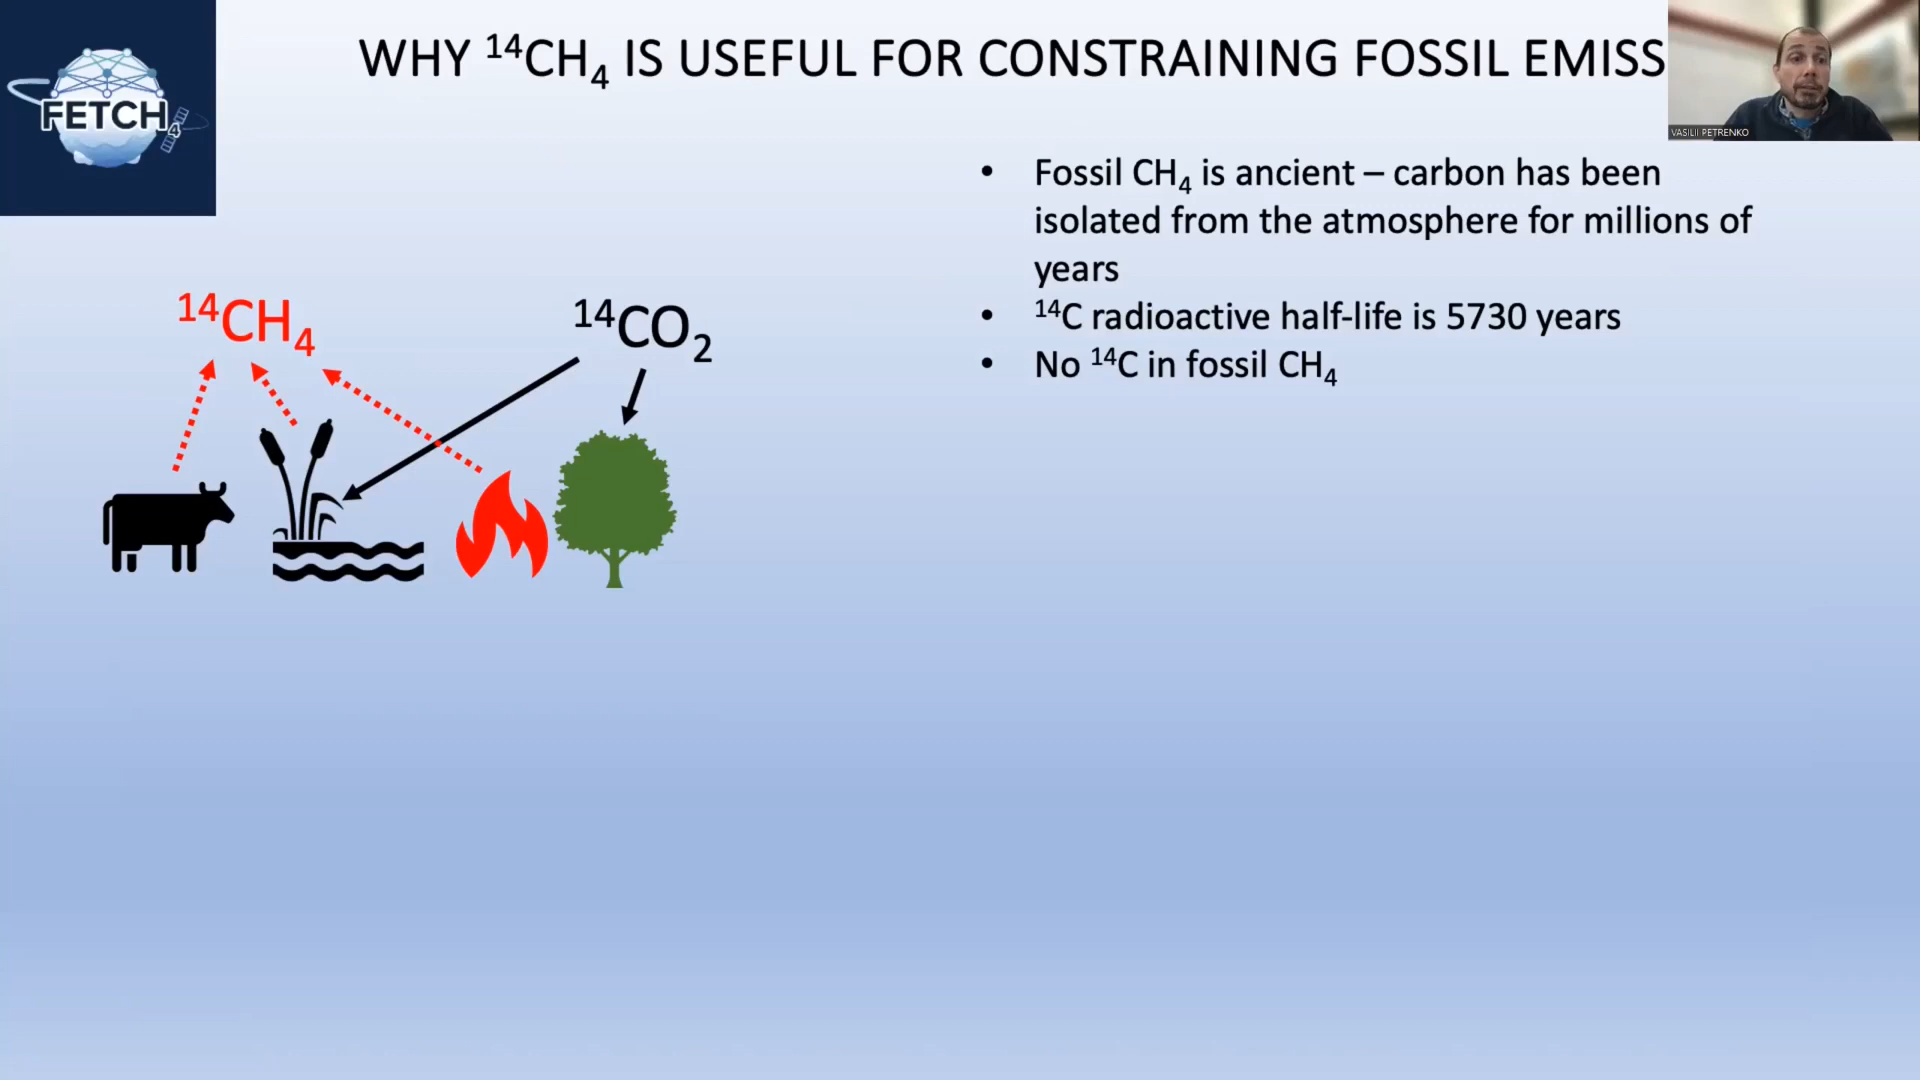 FETCH4
WHY ¹⁴CH₄ IS USEFUL FOR CONSTRAINING FOSSIL EMISS
VASILII PETRENKO
• Fossil CH₄ is ancient – carbon has been
isolated from the atmosphere for millions of
years
• ¹⁴C radioactive half-life is 5730 years
• No ¹⁴C in fossil CH₄
¹⁴CH₄
¹⁴CO₂